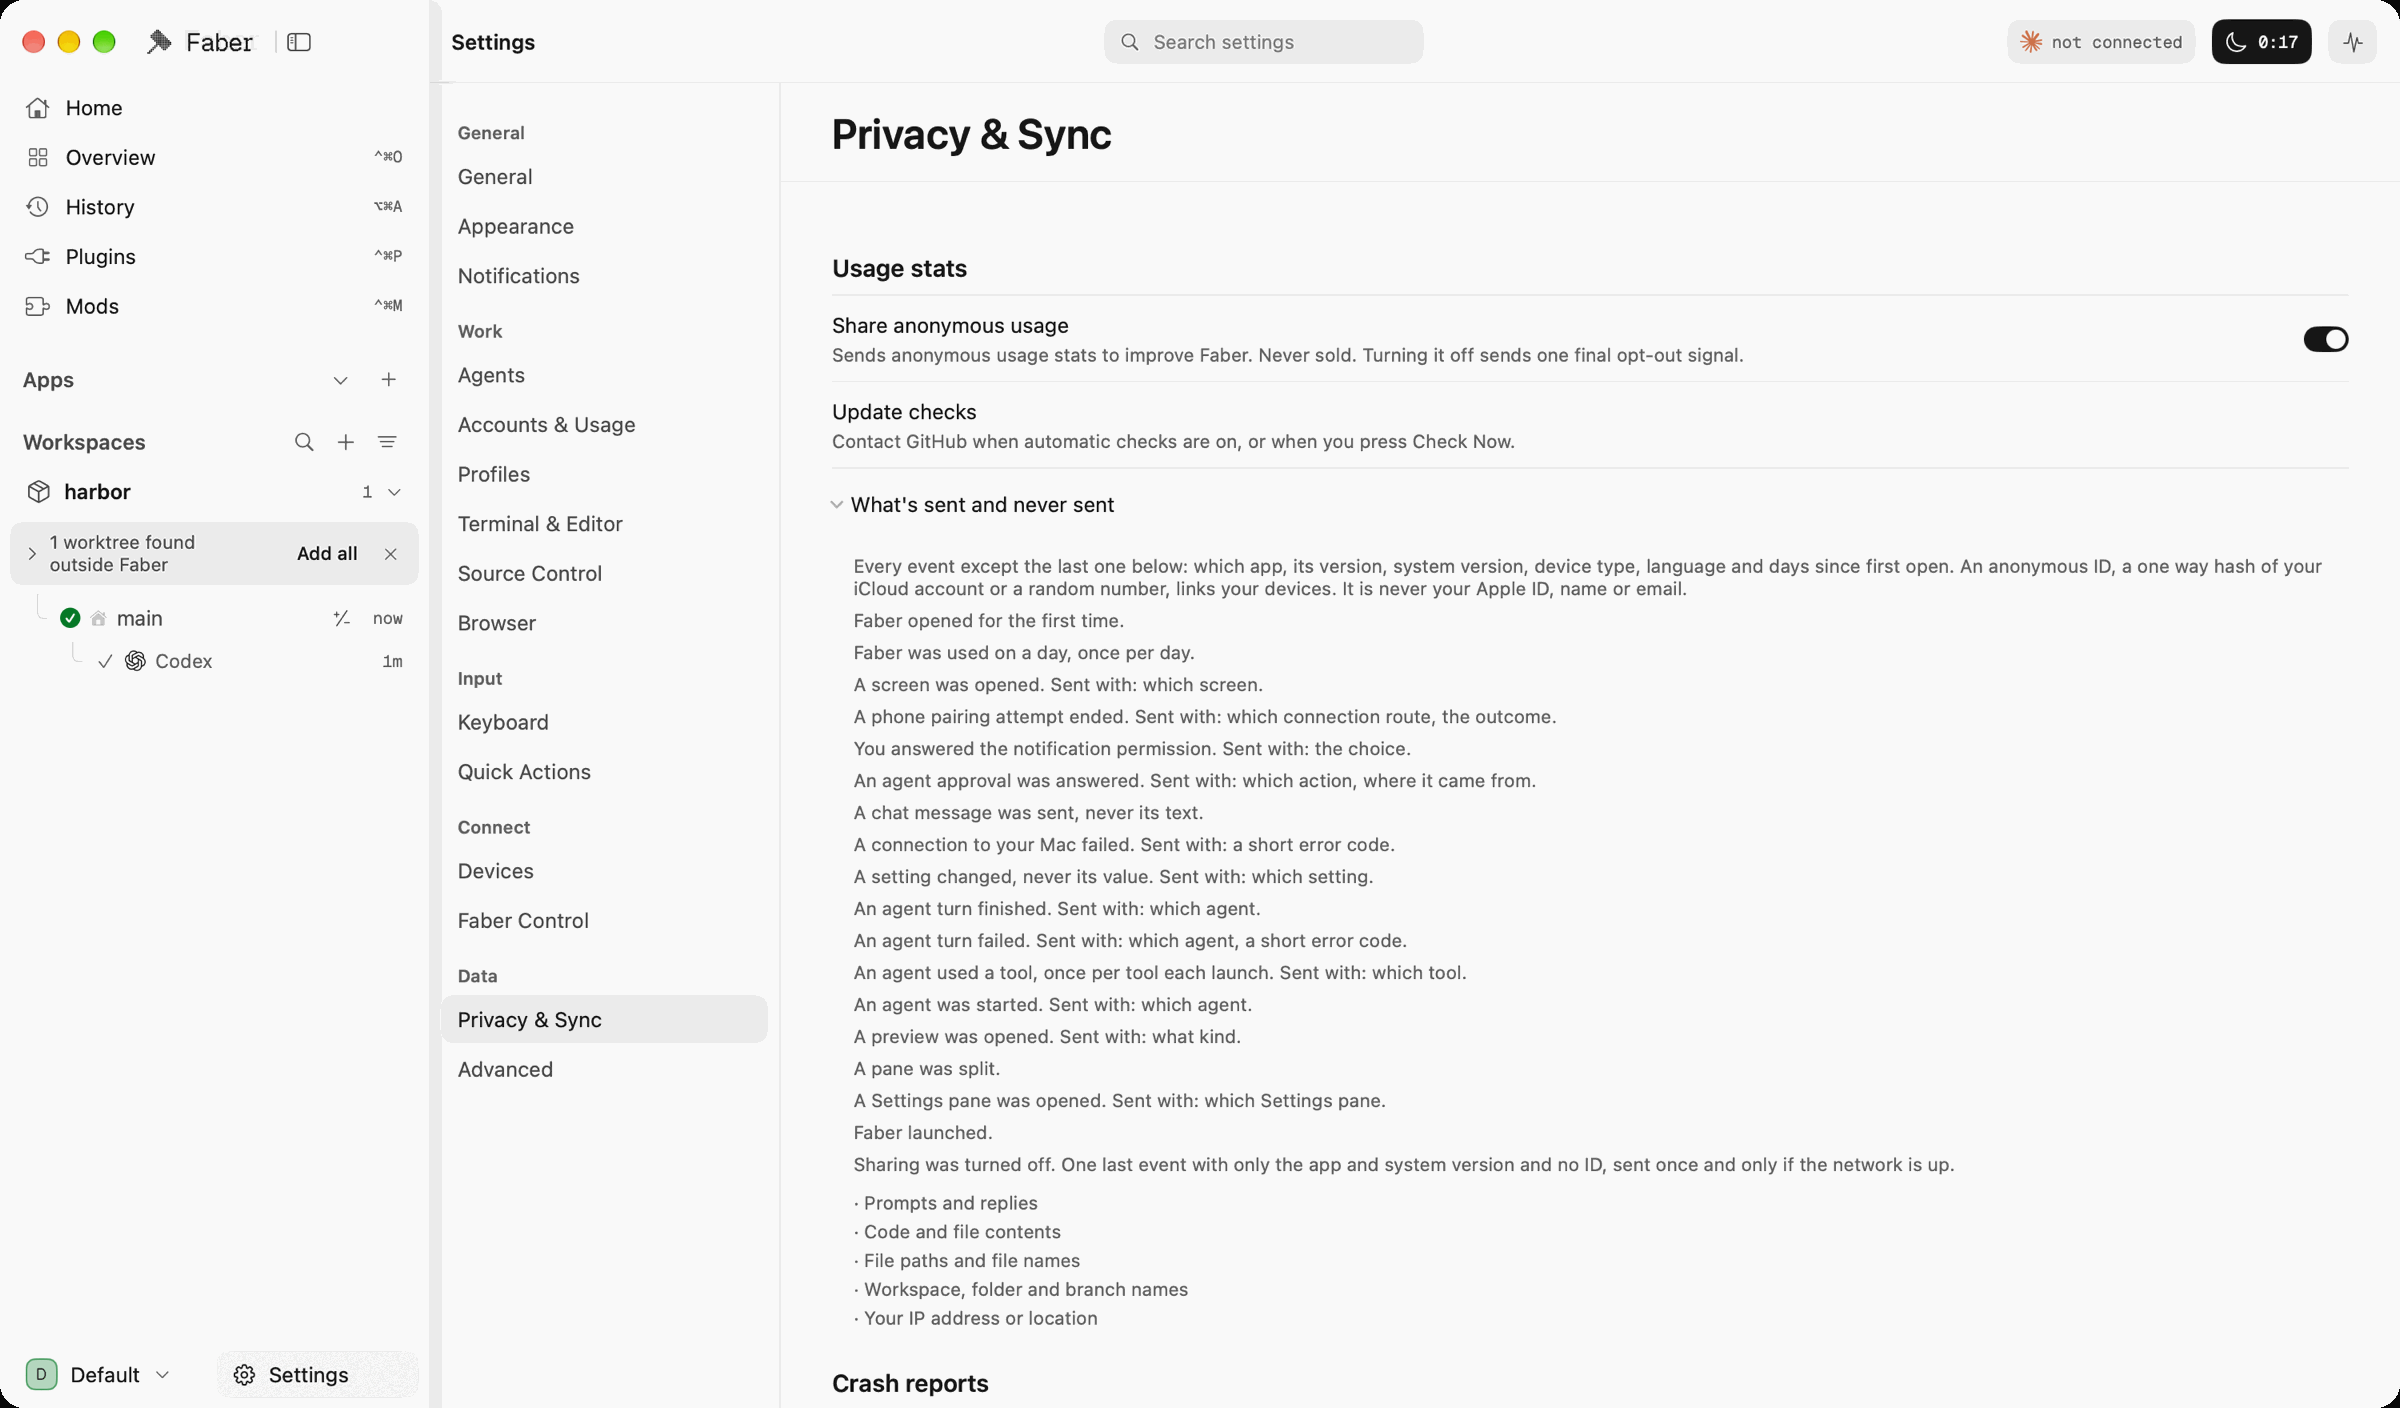 Faber
Settings
Search settings
not connected
0:17
Home
Overview ^⌘O
History ⌥⌘A
Plugins ^⌘P
Mods ^⌘M
Apps
Workspaces
harbor 1
1 worktree found
outside Faber
Add all
main +/- now
Codex 1m
D Default
Settings
General
General
Appearance
Notifications
Work
Agents
Accounts & Usage
Profiles
Terminal & Editor
Source Control
Browser
Input
Keyboard
Quick Actions
Connect
Devices
Faber Control
Data
Privacy & Sync
Advanced
Privacy & Sync
Usage stats
Share anonymous usage
Sends anonymous usage stats to improve Faber. Never sold. Turning it off sends one final opt-out signal.
Update checks
Contact GitHub when automatic checks are on, or when you press Check Now.
What's sent and never sent
Every event except the last one below: which app, its version, system version, device type, language and days since first open. An anonymous ID, a one way hash of your
iCloud account or a random number, links your devices. It is never your Apple ID, name or email.
Faber opened for the first time.
Faber was used on a day, once per day.
A screen was opened. Sent with: which screen.
A phone pairing attempt ended. Sent with: which connection route, the outcome.
You answered the notification permission. Sent with: the choice.
An agent approval was answered. Sent with: which action, where it came from.
A chat message was sent, never its text.
A connection to your Mac failed. Sent with: a short error code.
A setting changed, never its value. Sent with: which setting.
An agent turn finished. Sent with: which agent.
An agent turn failed. Sent with: which agent, a short error code.
An agent used a tool, once per tool each launch. Sent with: which tool.
An agent was started. Sent with: which agent.
A preview was opened. Sent with: what kind.
A pane was split.
A Settings pane was opened. Sent with: which Settings pane.
Faber launched.
Sharing was turned off. One last event with only the app and system version and no ID, sent once and only if the network is up.
· Prompts and replies
· Code and file contents
· File paths and file names
· Workspace, folder and branch names
· Your IP address or location
Crash reports